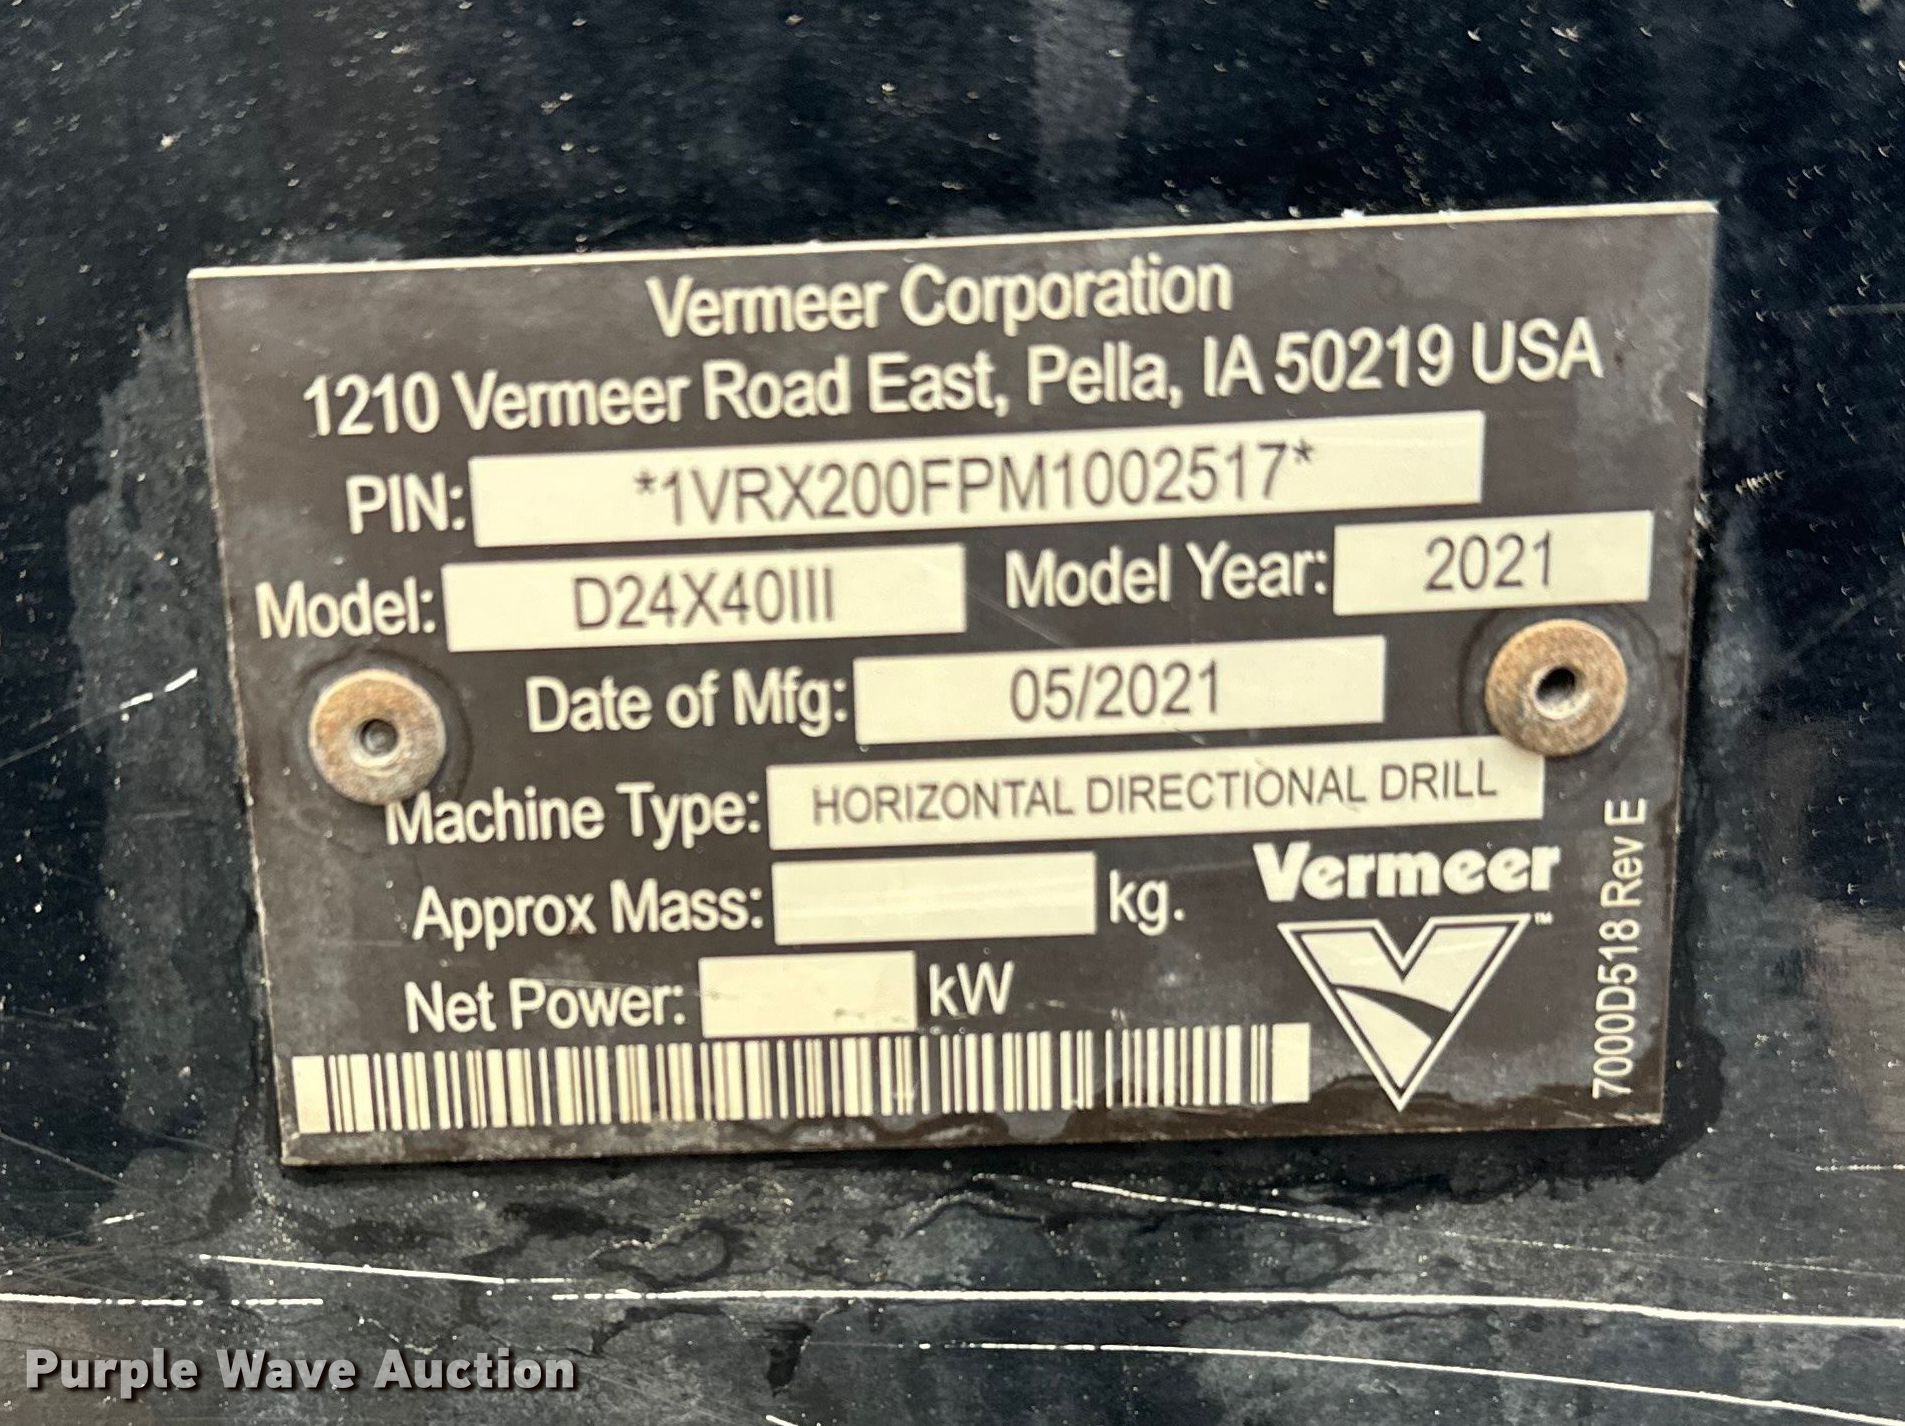 Vermeer Corporation
1210 Vermeer Road East, Pella, IA 50219 USA
PIN: *1VRX200FPM1002517*
Model: D24X40III Model Year: 2021
Date of Mfg: 05/2021
Machine Type: HORIZONTAL DIRECTIONAL DRILL
Approx Mass: kg.
Net Power: kW
Vermeer
™
7000D518 Rev E
Purple Wave Auction